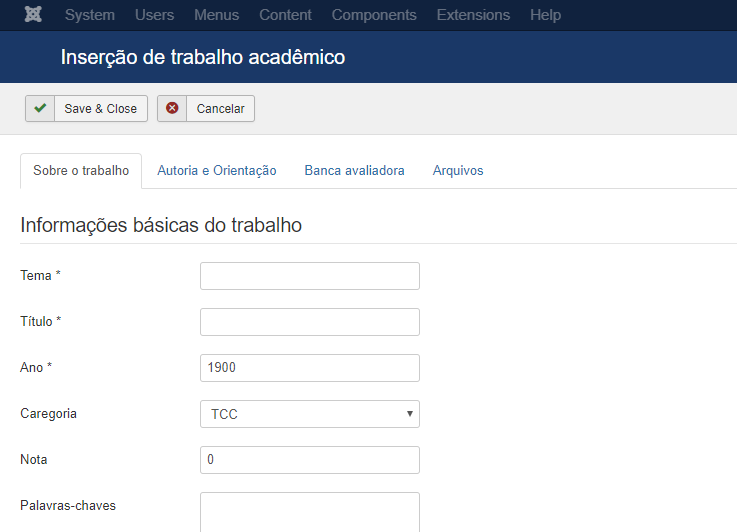 System Users Menus Content Components Extensions Help
Inserção de trabalho acadêmico
Save & Close Cancelar
Sobre o trabalho Autoria e Orientação Banca avaliadora Arquivos
Informações básicas do trabalho
Tema *
Título *
Ano * 1900
Caregoria TCC
Nota 0
Palavras-chaves